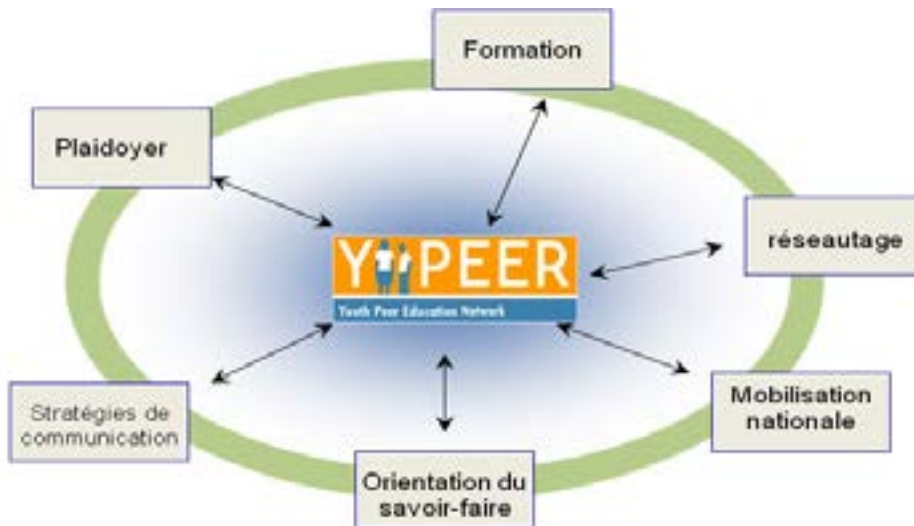 Formation
Plaidoyer
réseautage
Y PEER
Youth Peer Education Network
Stratégies de
communication
Mobilisation
nationale
Orientation du
savoir-faire